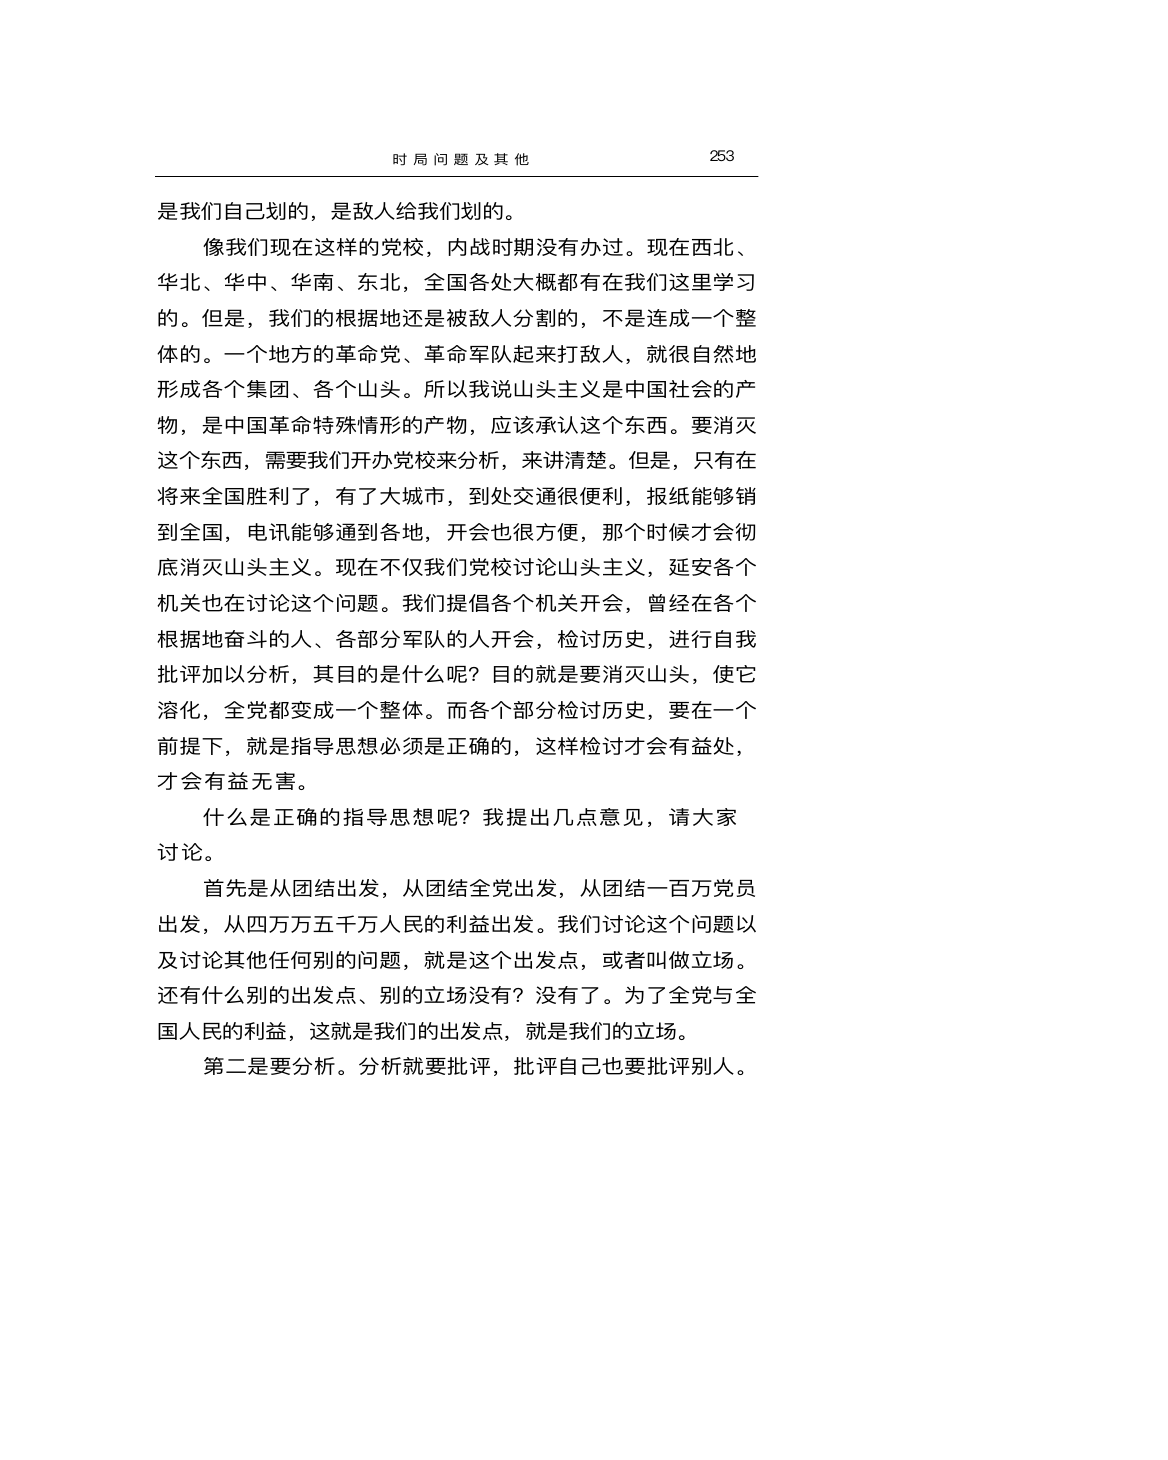 时局问题及其他 253
是我们自己划的，是敌人给我们划的。
像我们现在这样的党校，内战时期没有办过。现在西北、
华北、华中、华南、东北，全国各处大概都有在我们这里学习
的。但是，我们的根据地还是被敌人分割的，不是连成一个整
体的。一个地方的革命党、革命军队起来打敌人，就很自然地
形成各个集团、各个山头。所以我说山头主义是中国社会的产
物，是中国革命特殊情形的产物，应该承认这个东西。要消灭
这个东西，需要我们开办党校来分析，来讲清楚。但是，只有在
将来全国胜利了，有了大城市，到处交通很便利，报纸能够销
到全国，电讯能够通到各地，开会也很方便，那个时候才会彻
底消灭山头主义。现在不仅我们党校讨论山头主义，延安各个
机关也在讨论这个问题。我们提倡各个机关开会，曾经在各个
根据地奋斗的人、各部分军队的人开会，检讨历史，进行自我
批评加以分析，其目的是什么呢？目的就是要消灭山头，使它
溶化，全党都变成一个整体。而各个部分检讨历史，要在一个
前提下，就是指导思想必须是正确的，这样检讨才会有益处，
才会有益无害。
什么是正确的指导思想呢？我提出几点意见，请大家
讨论。
首先是从团结出发，从团结全党出发，从团结一百万党员
出发，从四万万五千万人民的利益出发。我们讨论这个问题以
及讨论其他任何别的问题，就是这个出发点，或者叫做立场。
还有什么别的出发点、别的立场没有？没有了。为了全党与全
国人民的利益，这就是我们的出发点，就是我们的立场。
第二是要分析。分析就要批评，批评自己也要批评别人。